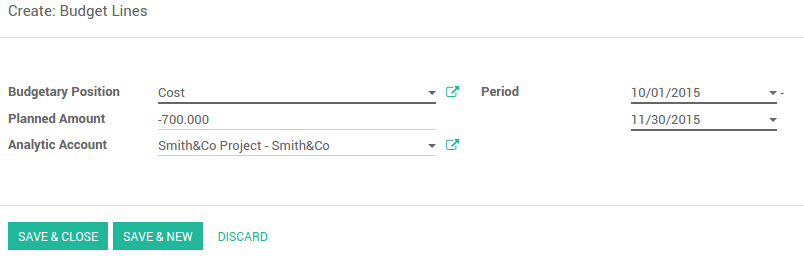 Create: Budget Lines
Budgetary Position Cost Period 10/01/2015 -
Planned Amount -700.000 11/30/2015
Analytic Account Smith&Co Project - Smith&Co
SAVE & CLOSE SAVE & NEW DISCARD